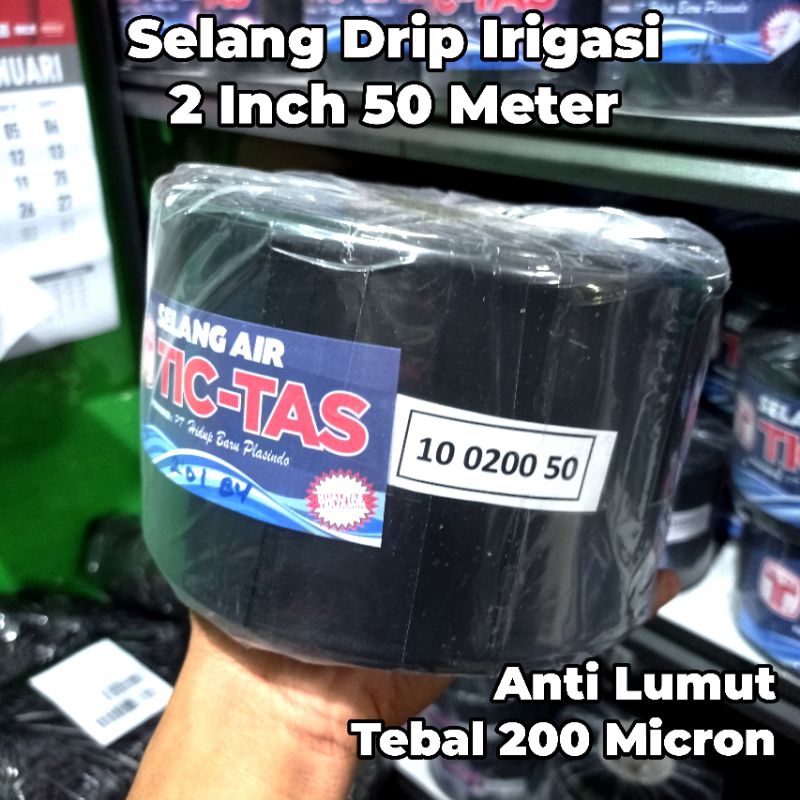 Selang Drip Irigasi
2 Inch 50 Meter
SELANG AIR
TIC-TAS
PT Hidup Baru Plasindo
10 0200 50
Anti Lumut
Tebal 200 Micron